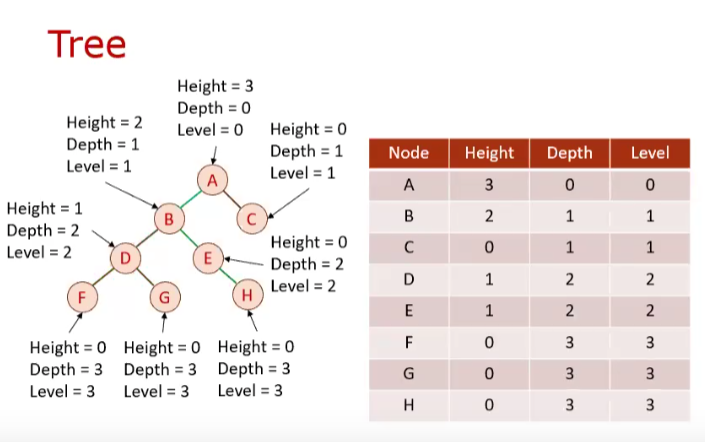 Tree
Height = 3
Depth = 0
Level = 0
Height = 2
Depth = 1
Level = 1
Height = 0
Depth = 1
Level = 1
Height = 1
Depth = 2
Level = 2
Height = 0
Depth = 2
Level = 2
A
B
C
D
E
F
G
H
Height = 0 Height = 0 Height = 0
Depth = 3 Depth = 3 Depth = 3
Level = 3 Level = 3 Level = 3
Node Height Depth Level
A 3 0 0
B 2 1 1
C 0 1 1
D 1 2 2
E 1 2 2
F 0 3 3
G 0 3 3
H 0 3 3